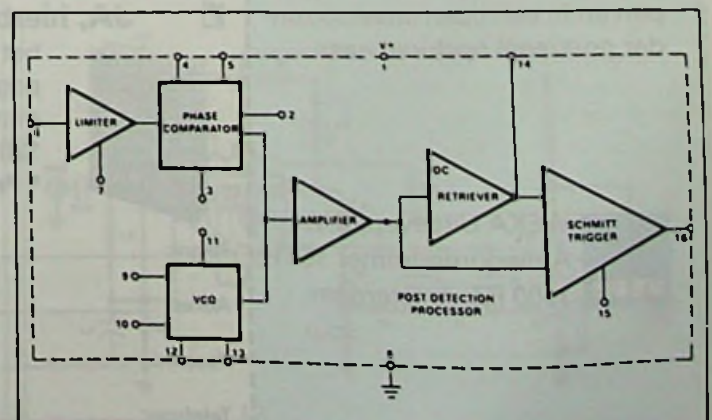 4
5
V+
1
14
LIMITER
7
PHASE
COMPARATOR
2
3
11
9
10
VCO
12
13
AMPLIFIER
DC
RETRIEVER
POST DETECTION
PROCESSOR
SCHMITT
TRIGGER
16
15
8